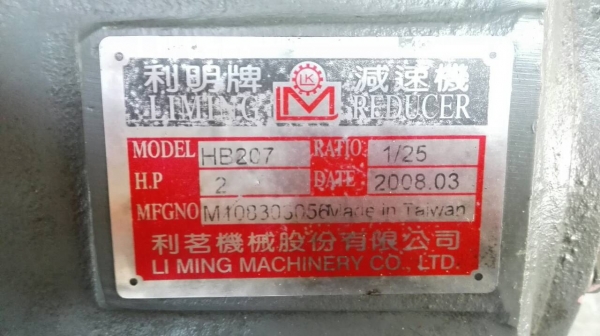 利明牌 減速機
LIMING LK M REDUCER
MODEL HB207 RATIO 1/25
H.P 2 DATE 2008.03
MFGNO Made in Taiwan
利茗機械股份有限公司
LI MING MACHINERY CO., LTD.